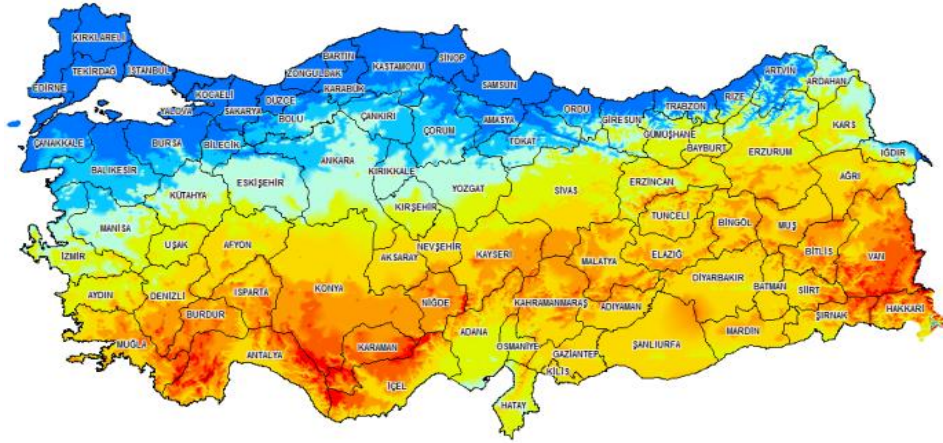 KIRKLARELİ
TEKİRDAĞ
İSTANBUL
EDİRNE
KOCAELİ
YALOVA
SAKARYA
DÜZCE
BOLU
ZONGULDAK
BARTIN
KARABÜK
KASTAMONU
SİNOP
SAMSUN
ORDU
GİRESUN
TRABZON
RİZE
ARTVİN
ARDAHAN
KARS
IĞDIR
ÇANAKKALE
BURSA
BİLECİK
ÇANKIRI
ÇORUM
AMASYA
TOKAT
GÜMÜŞHANE
BAYBURT
ERZURUM
AĞRI
BALIKESİR
KÜTAHYA
ESKİŞEHİR
ANKARA
KIRIKKALE
YOZGAT
SİVAS
ERZİNCAN
TUNCELİ
BİNGÖL
MUŞ
BİTLİS
VAN
MANİSA
UŞAK
AFYON
KIRŞEHİR
NEVŞEHİR
AKSARAY
KAYSERİ
MALATYA
ELAZIĞ
DİYARBAKIR
BATMAN
SİİRT
İZMİR
AYDIN
DENİZLİ
ISPARTA
BURDUR
KONYA
NİĞDE
KAHRAMANMARAŞ
ADIYAMAN
ŞIRNAK
HAKKARİ
MUĞLA
ANTALYA
KARAMAN
İÇEL
ADANA
OSMANİYE
GAZİANTEP
KİLİS
ŞANLIURFA
MARDİN
HATAY